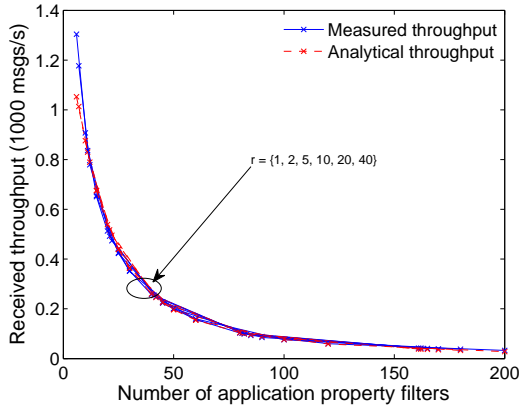 1.4
1.2
1
0.8
0.6
0.4
0.2
0
0
50
100
150
200
Received throughput (1000 msgs/s)
Number of application property filters
Measured throughput
Analytical throughput
r = {1, 2, 5, 10, 20, 40}